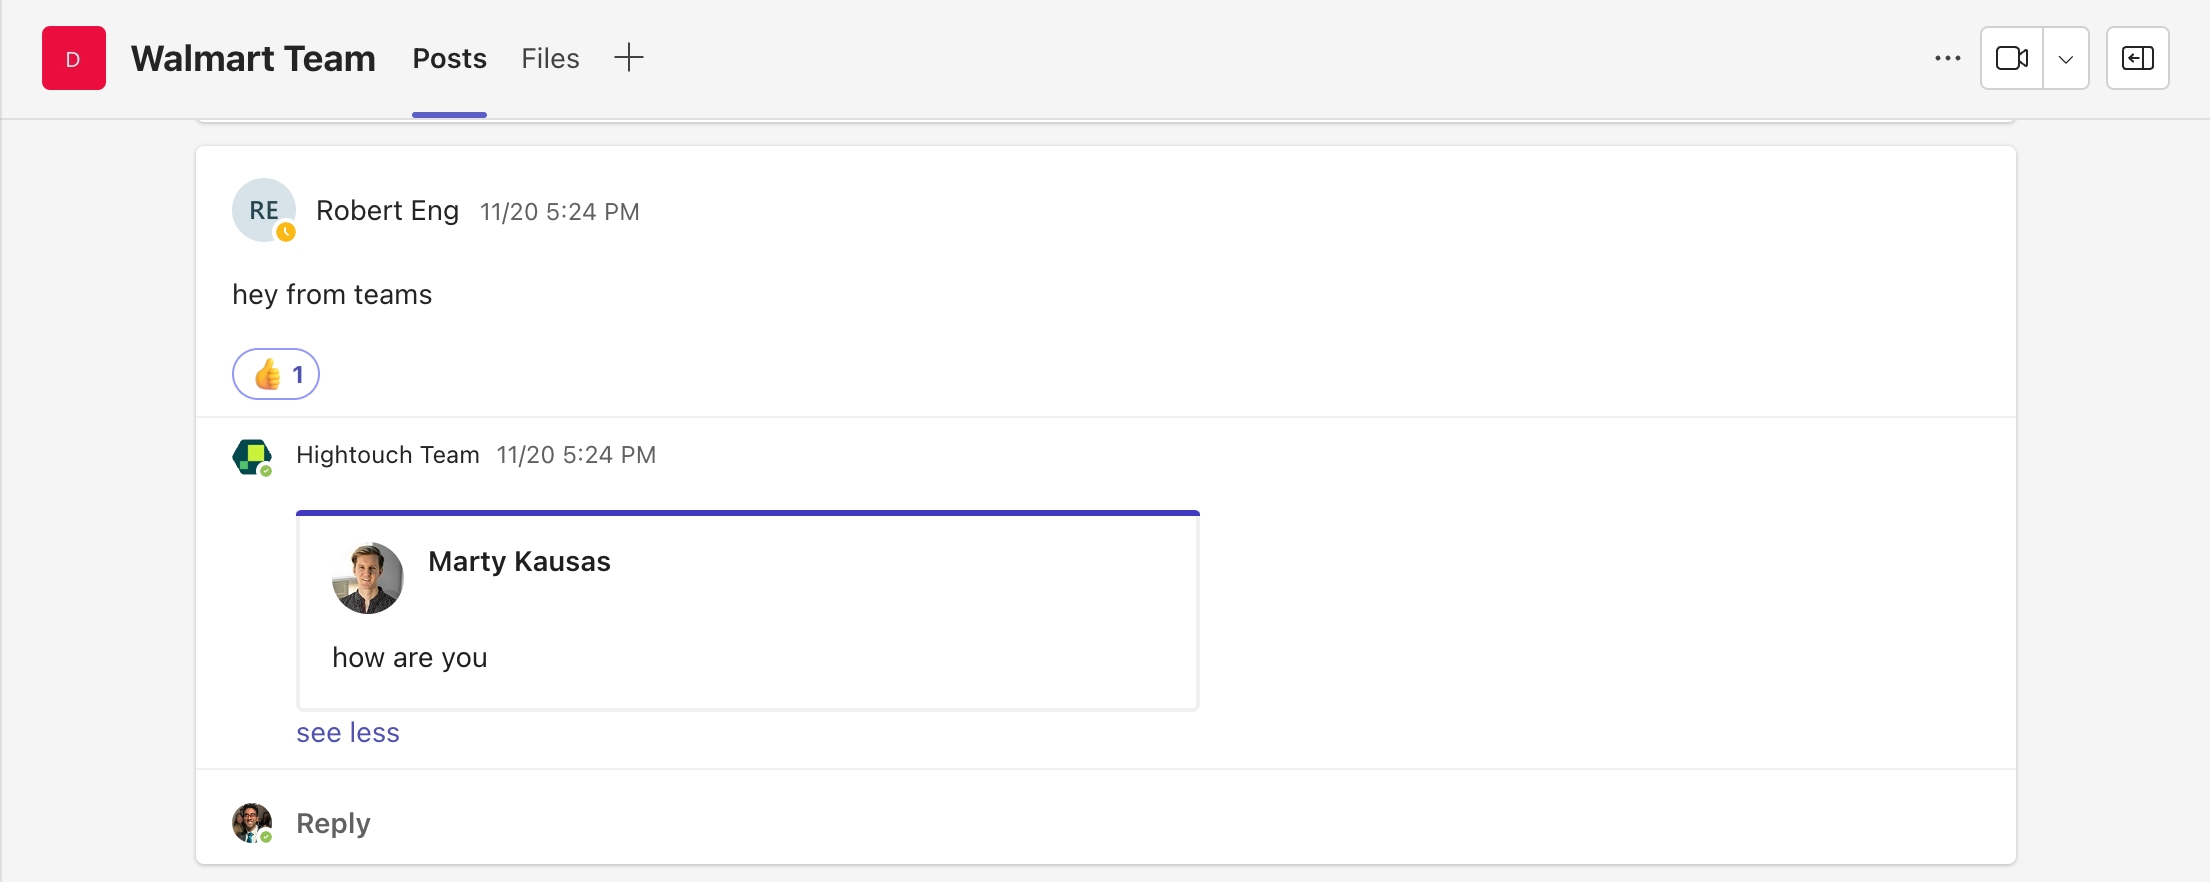 D
Walmart Team Posts Files
RE
Robert Eng 11/20 5:24 PM
hey from teams
👍 1
Hightouch Team 11/20 5:24 PM
Marty Kausas
how are you
see less
Reply